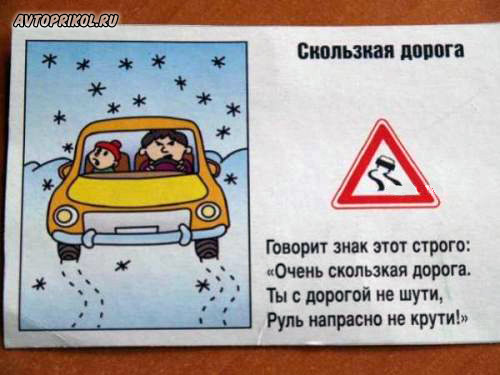 AVTOPRIKOL.RU
Скользкая дорога
Говорит знак этот строго:
«Очень скользкая дорога.
Ты с дорогой не шути,
Руль напрасно не крути!»